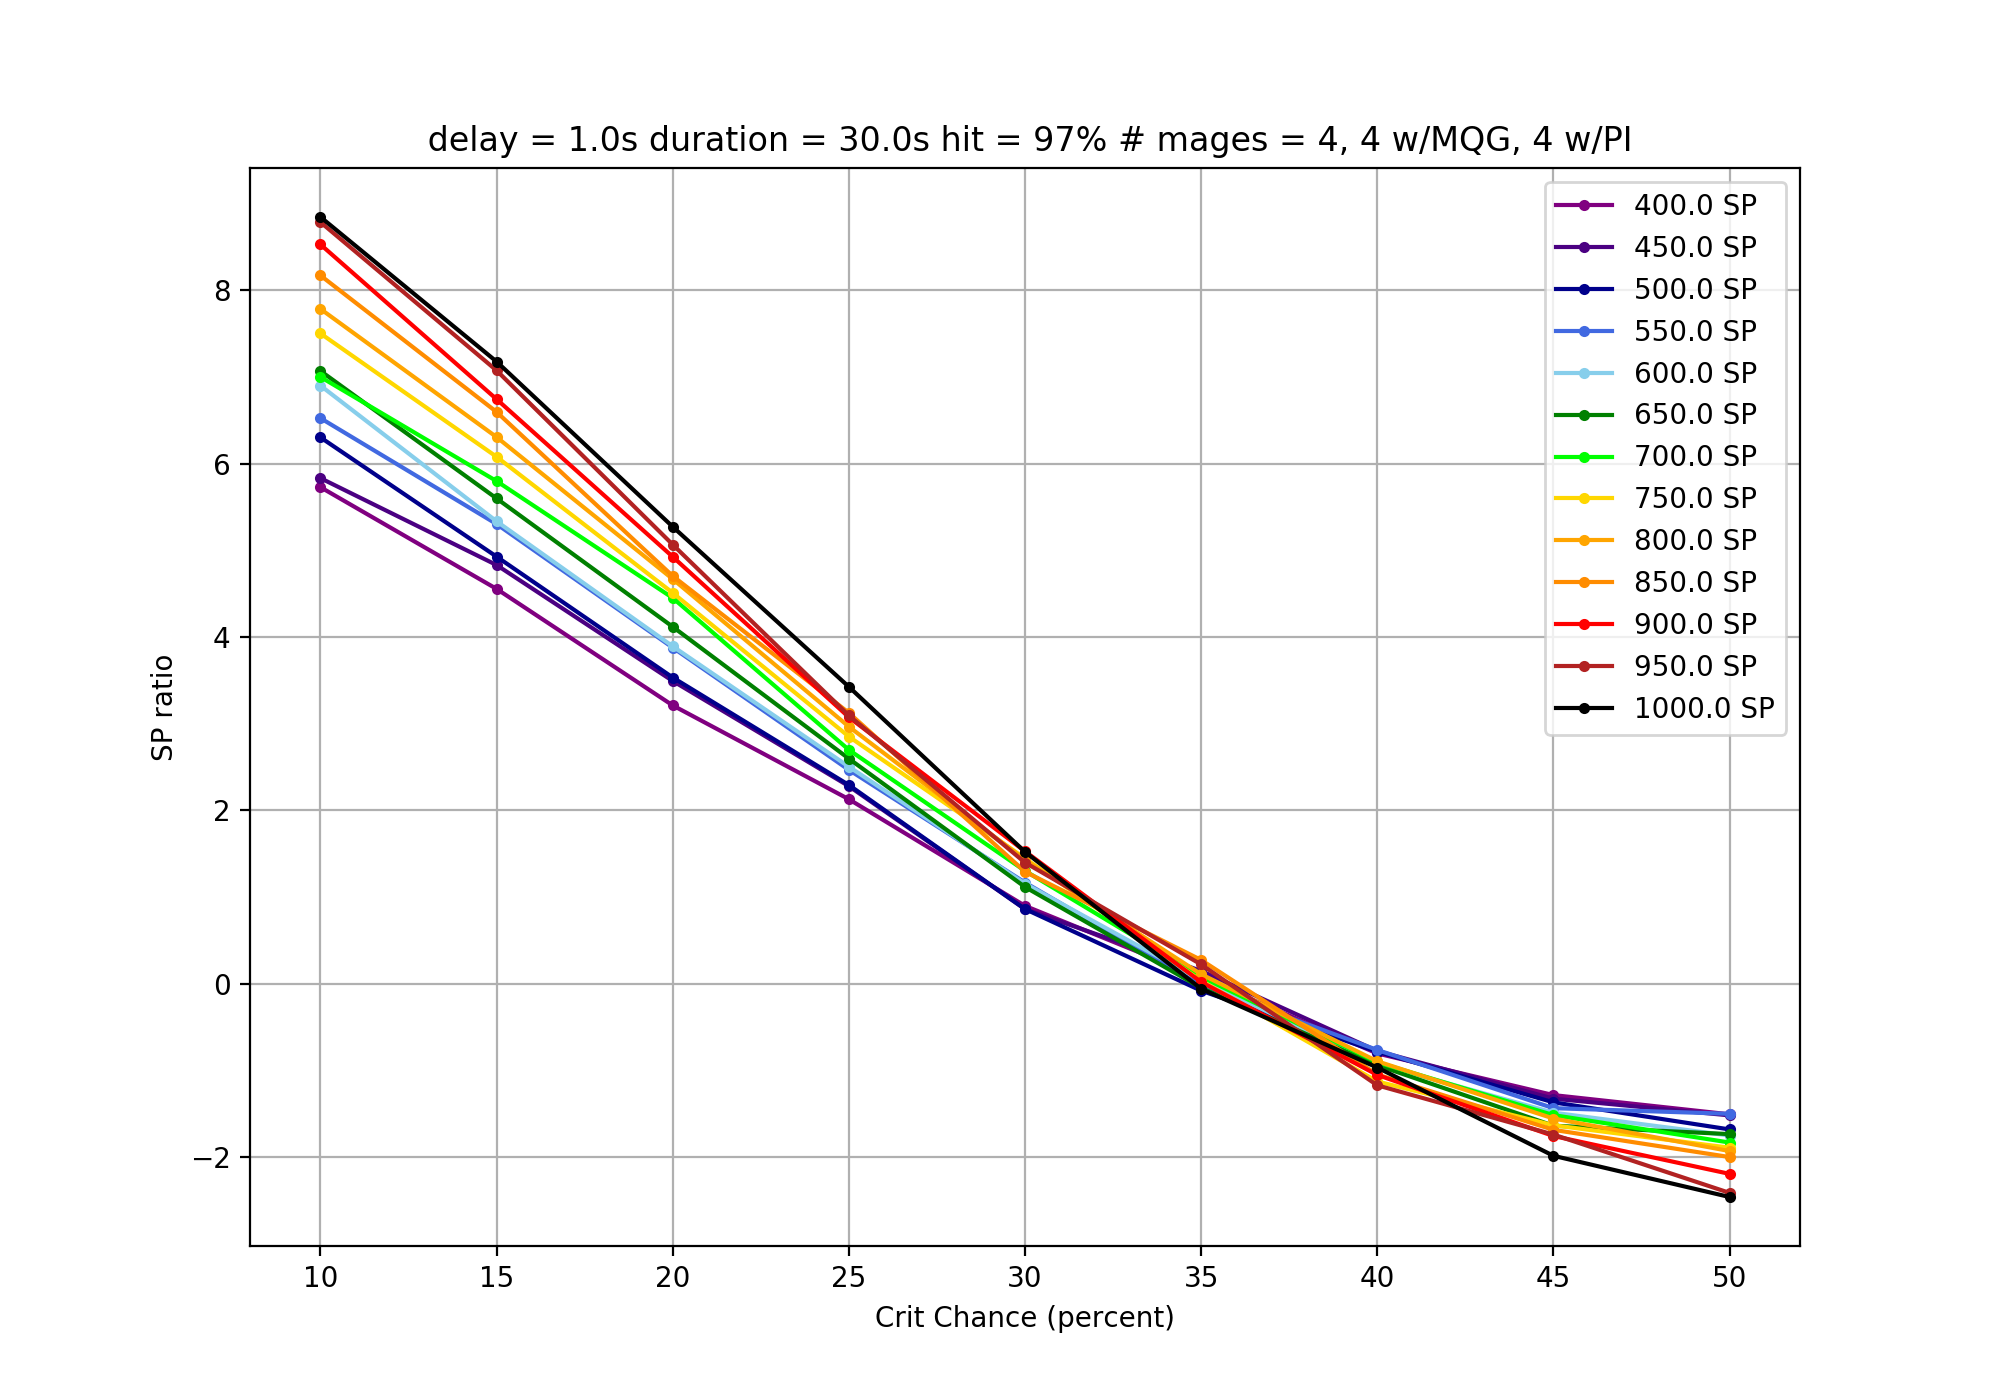 delay = 1.0s duration = 30.0s hit = 97% # mages = 4, 4 w/MQG, 4 w/PI
400.0 SP
450.0 SP
500.0 SP
550.0 SP
600.0 SP
650.0 SP
700.0 SP
750.0 SP
800.0 SP
850.0 SP
900.0 SP
950.0 SP
1000.0 SP
8
6
4
2
0
−2
SP ratio
10 15 20 25 30 35 40 45 50
Crit Chance (percent)